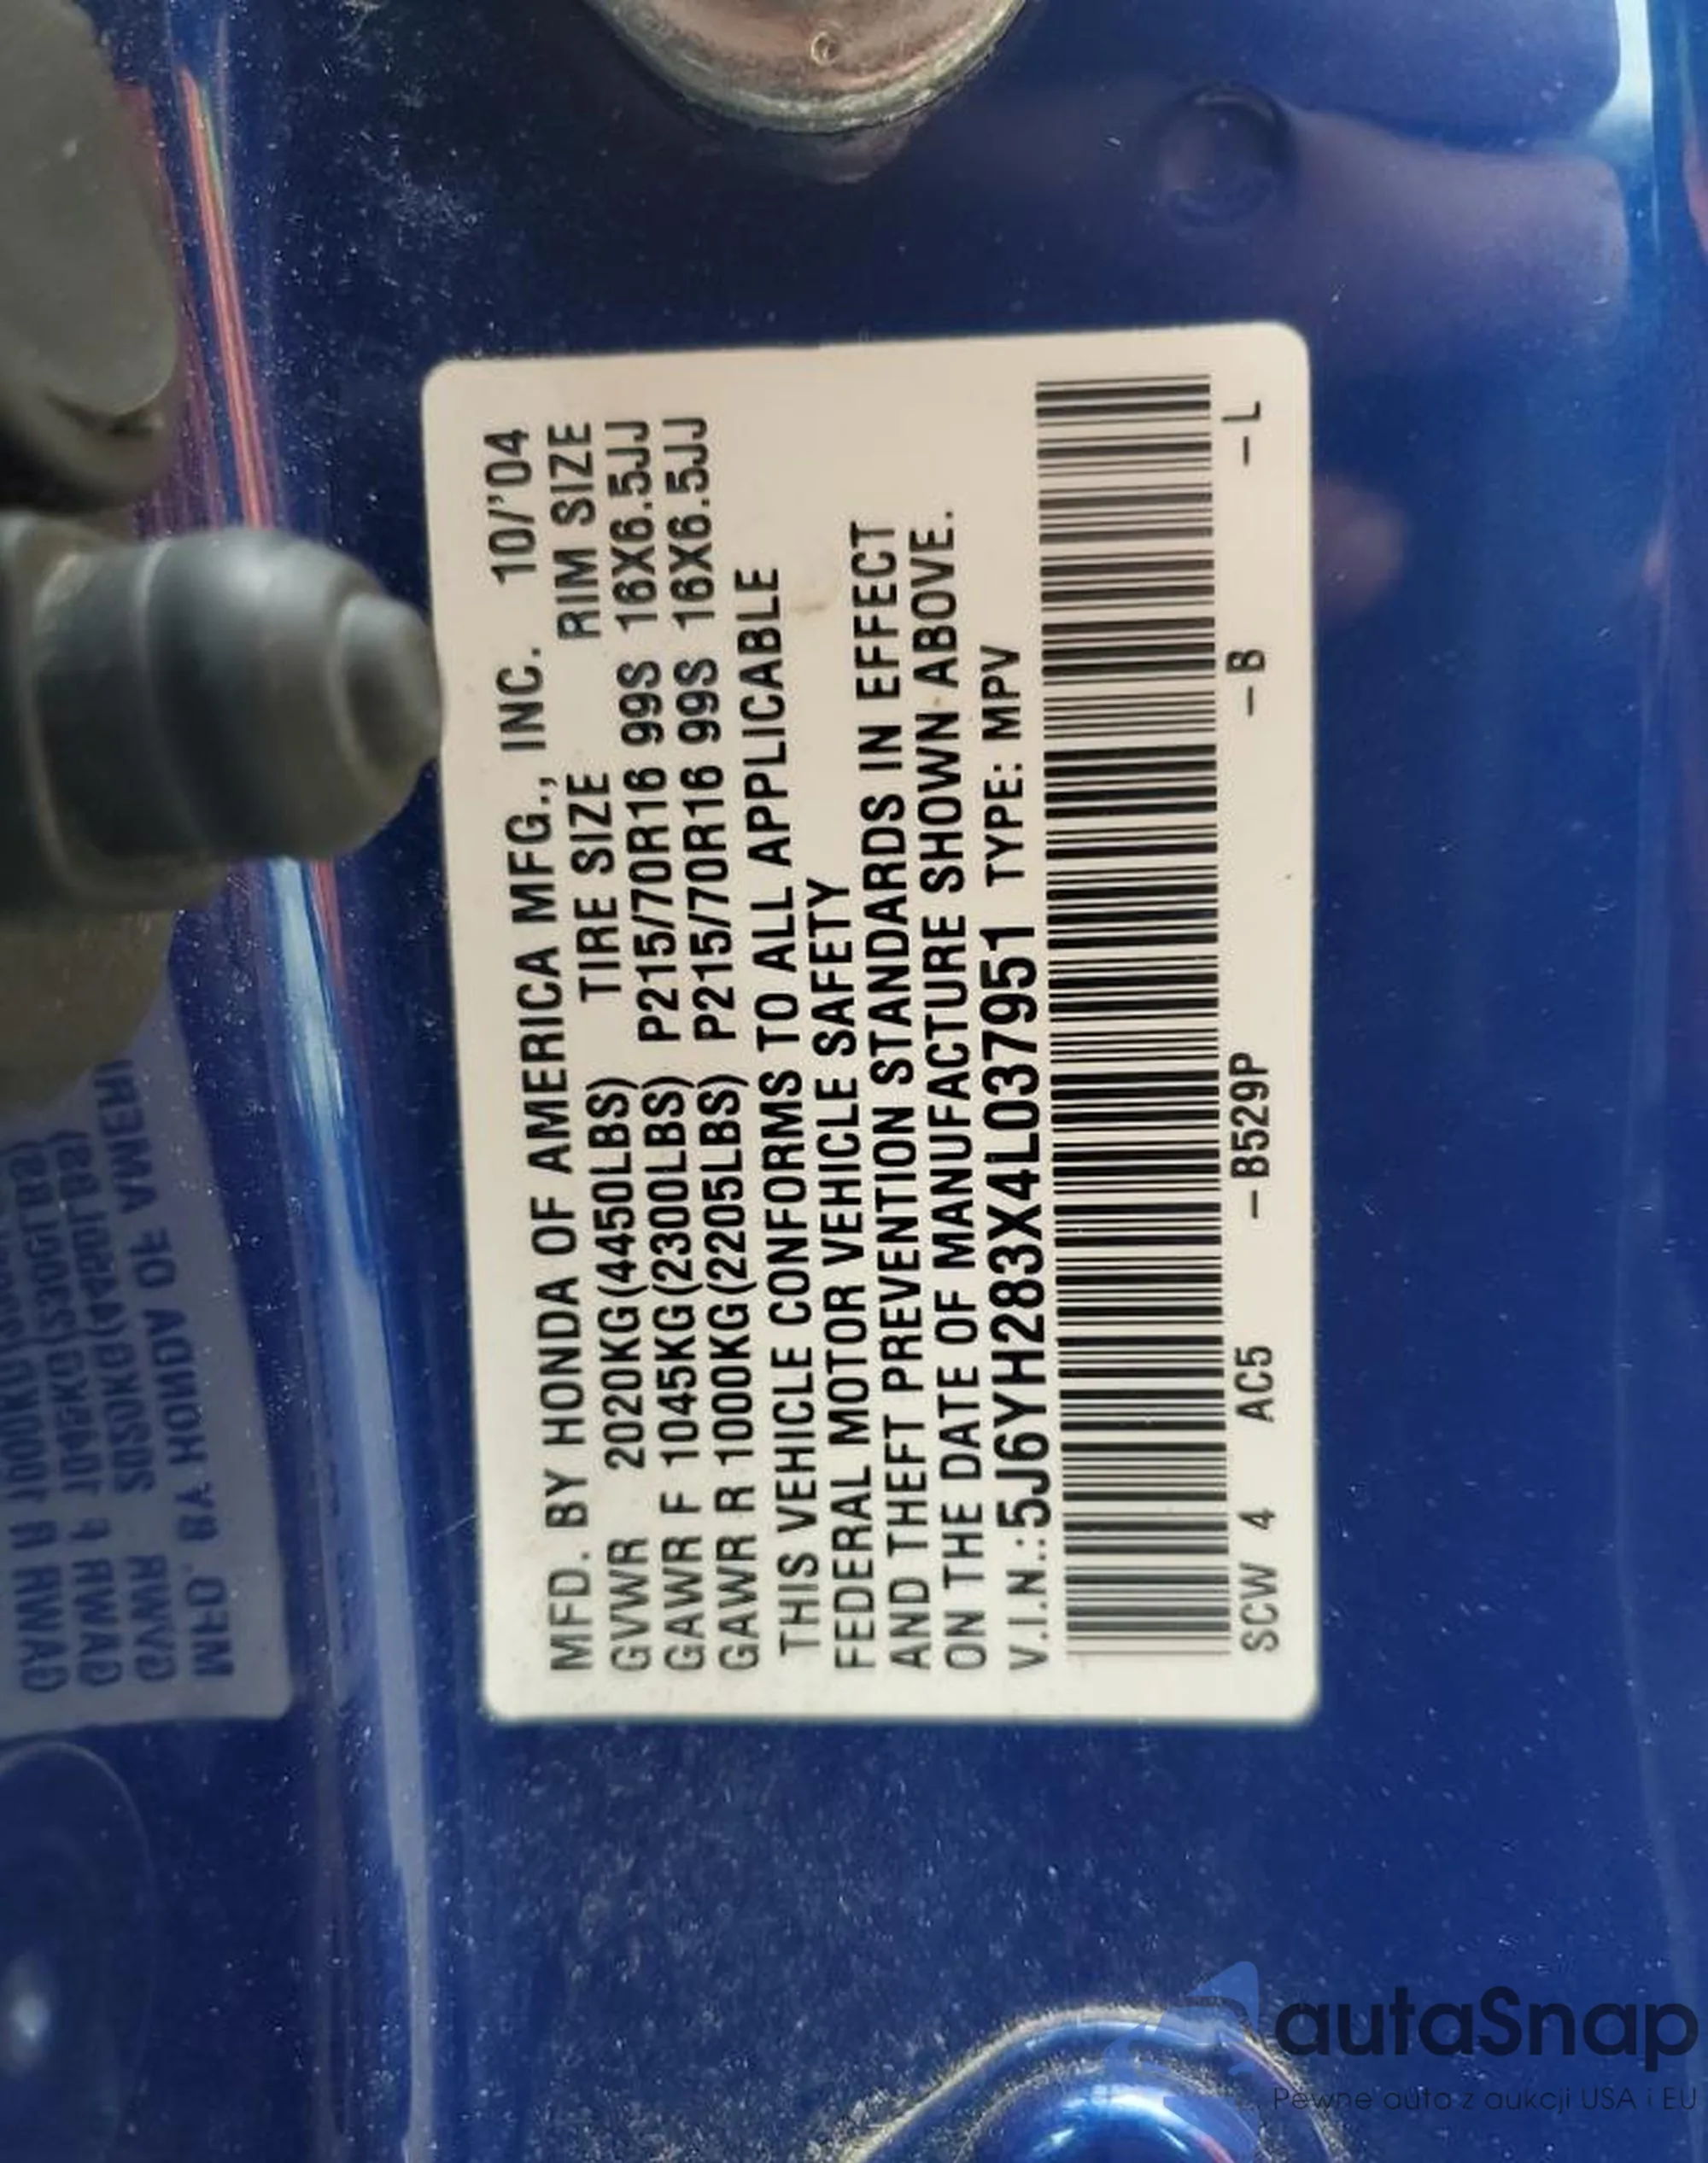 MFD. BY HONDA OF AMERICA MFG., INC. 10/'04
TIRE SIZE RIM SIZE
GVWR 2020KG(4450LBS)
GAWR F 1045KG(2300LBS) P215/70R16 99S 16X6.5JJ
GAWR R 1000KG(2205LBS) P215/70R16 99S 16X6.5JJ
THIS VEHICLE CONFORMS TO ALL APPLICABLE
FEDERAL MOTOR VEHICLE SAFETY
AND THEFT PREVENTION STANDARDS IN EFFECT
ON THE DATE OF MANUFACTURE SHOWN ABOVE.
V.I.N.:5J6YH283X4L037951 TYPE: MPV
SCW 4 AC5 –B529P –B –L
autaSnap
Pewne auta z aukcji USA i EU